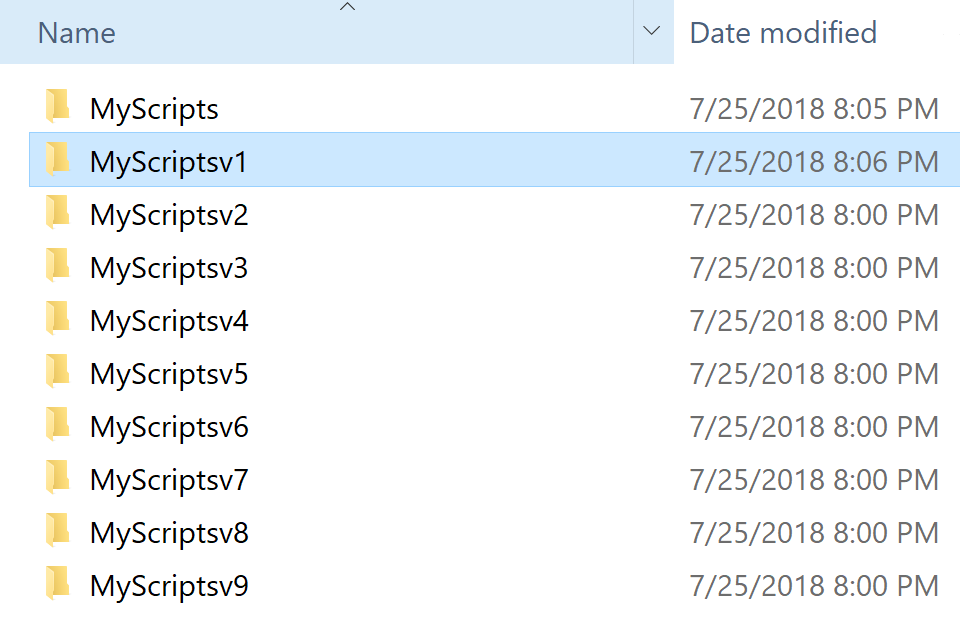 Name Date modified
MyScripts 7/25/2018 8:05 PM
MyScriptsv1 7/25/2018 8:06 PM
MyScriptsv2 7/25/2018 8:00 PM
MyScriptsv3 7/25/2018 8:00 PM
MyScriptsv4 7/25/2018 8:00 PM
MyScriptsv5 7/25/2018 8:00 PM
MyScriptsv6 7/25/2018 8:00 PM
MyScriptsv7 7/25/2018 8:00 PM
MyScriptsv8 7/25/2018 8:00 PM
MyScriptsv9 7/25/2018 8:00 PM